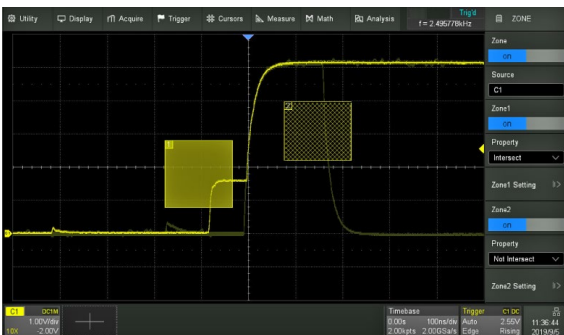 Utility Display Acquire Trigger Cursors Measure Math Analysis
Trig'd
f = 2.495778kHz
ZONE
Zone
on
Source
C1
Zone1
on
Property
Intersect
Zone1 Setting
Zone2
on
Property
Not Intersect
Zone2 Setting
C1 DC1M
1.00V/div
10X -2.00V
Timebase
0.00s 100ns/div
2.00kpts 2.00GSa/s
Trigger C1 DC
Auto 2.55V
Edge Rising
11:36:44
2019/9/5